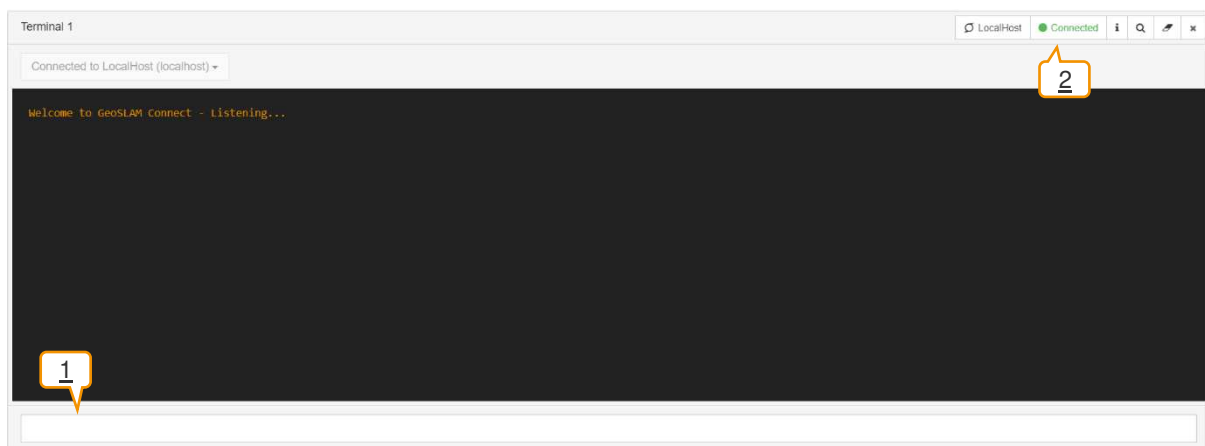 Terminal 1
LocalHost Connected
Connected to LocalHost (localhost)
2
Welcome to GeoSLAM Connect - Listening...
1